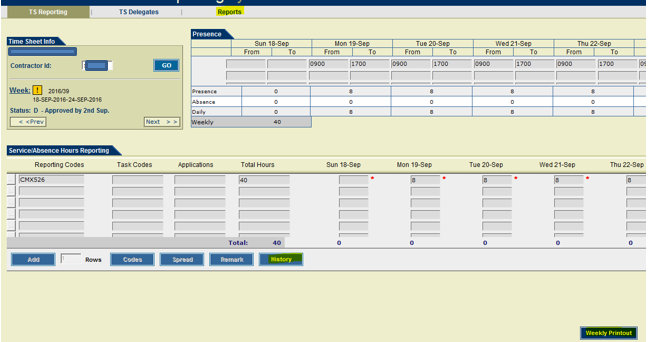 TS Reporting | TS Delegates | Reports
Time Sheet Info
Contractor Id: GO
Week: ! 2016/39
18-SEP-2016-24-SEP-2016
Status: D - Approved by 2nd Sup.
< <Prev Next > >
Presence
Sun 18-Sep Mon 19-Sep Tue 20-Sep Wed 21-Sep Thu 22-Sep
From To From To From To From To From To
0900 1700 0900 1700 0900 1700 0900 1700
Presence 0 8 8 8 8
Absence 0 0 0 0 0
Daily 0 8 8 8 8
Weekly 40
Service/Absence Hours Reporting
Reporting Codes Task Codes Applications Total Hours Sun 18-Sep Mon 19-Sep Tue 20-Sep Wed 21-Sep Thu 22-Sep
CMXS26 40 * 8 * 8 * 8 * 8
Total: 40 0 0 0 0 0
Add 1 Rows Codes Spread Remark History
Weekly Printout